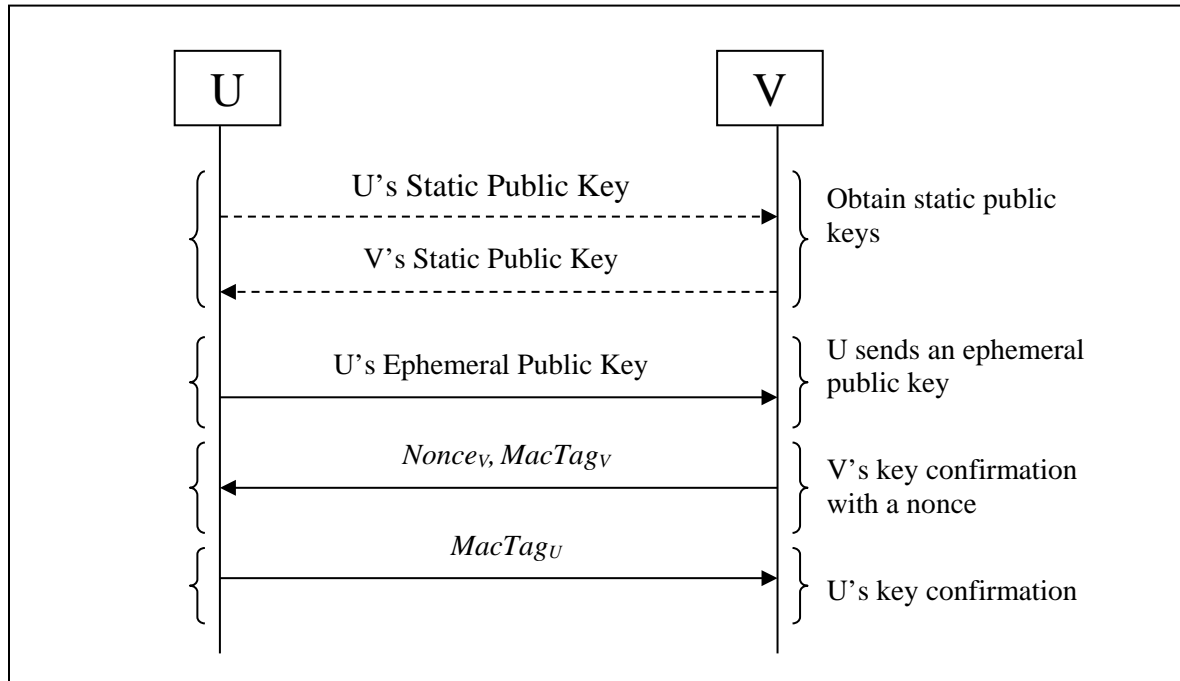 U
V
U’s Static Public Key
Obtain static public
keys
V’s Static Public Key
U’s Ephemeral Public Key
U sends an ephemeral
public key
NonceV, MacTagV
V’s key confirmation
with a nonce
MacTagU
U’s key confirmation